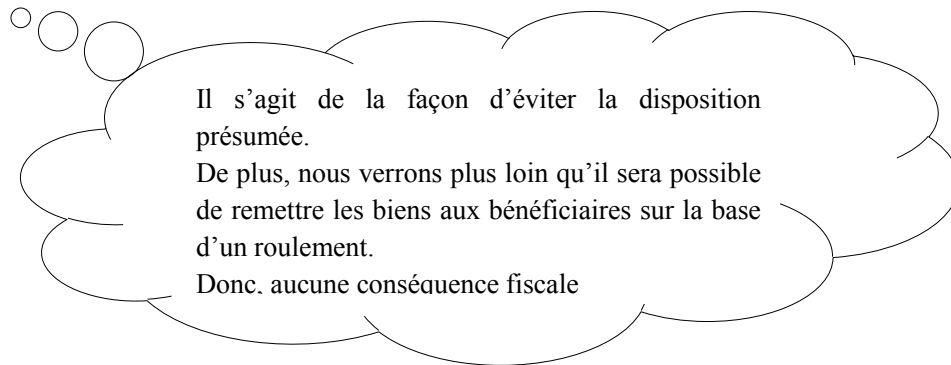 Il s’agit de la façon d’éviter la disposition
présumée.
De plus, nous verrons plus loin qu’il sera possible
de remettre les biens aux bénéficiaires sur la base
d’un roulement.
Donc, aucune conséquence fiscale